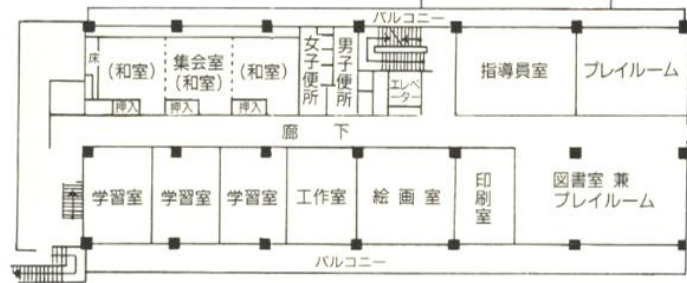 バルコニー
床
(和室)
集会室
(和室)
(和室)
押入
押入
押入
女子便所
男子便所
エレベ
ーター
指導員室
プレイルーム
廊下
学習室
学習室
学習室
工作室
絵画室
印刷室
図書室 兼
プレイルーム
バルコニー